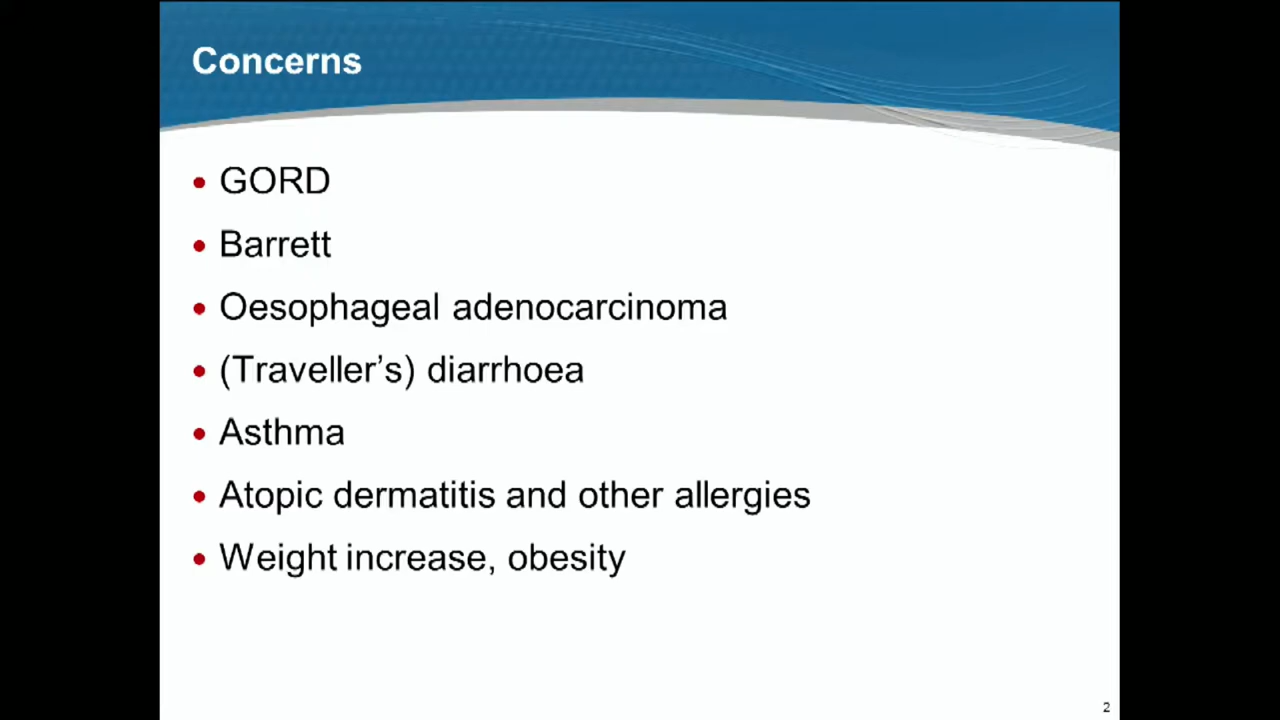 Concerns
• GORD
• Barrett
• Oesophageal adenocarcinoma
• (Traveller’s) diarrhoea
• Asthma
• Atopic dermatitis and other allergies
• Weight increase, obesity
2